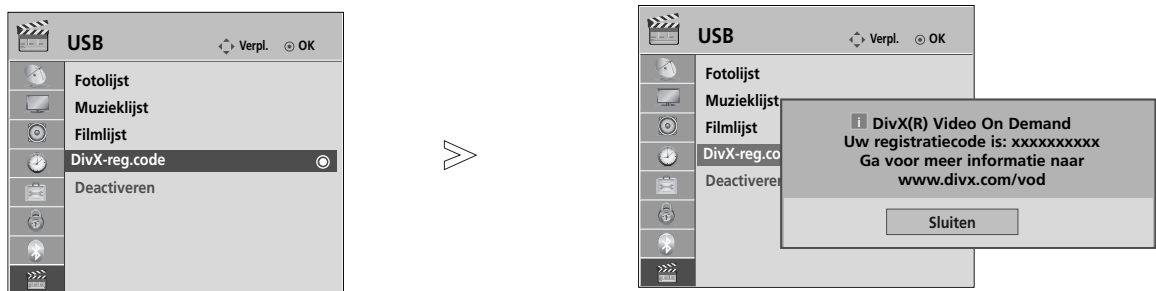 USB Verpl. OK
Fotolijst
Muzieklijst
Filmlijst
DivX-reg.code
Deactiveren
USB Verpl. OK
Fotolijst
Muzieklijst
Filmlijst
DivX-reg.co
Deactiveren
i DivX(R) Video On Demand
Uw registratiecode is: xxxxxxxxxx
Ga voor meer informatie naar
www.divx.com/vod
Sluiten